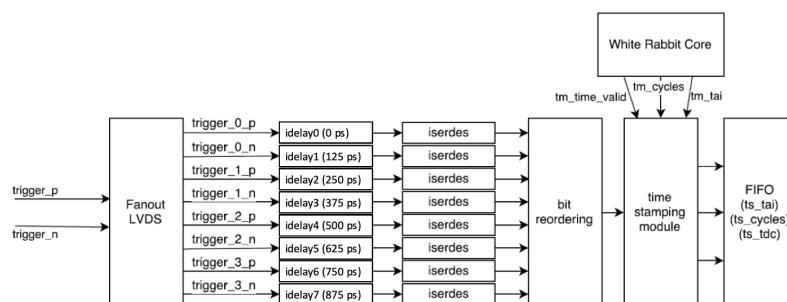 White Rabbit Core
tm_time_valid
tm_cycles
tm_tai
trigger_p
trigger_n
Fanout
LVDS
trigger_0_p
trigger_0_n
trigger_1_p
trigger_1_n
trigger_2_p
trigger_2_n
trigger_3_p
trigger_3_n
idelay0 (0 ps)
idelay1 (125 ps)
idelay2 (250 ps)
idelay3 (375 ps)
idelay4 (500 ps)
idelay5 (625 ps)
idelay6 (750 ps)
idelay7 (875 ps)
iserdes
iserdes
iserdes
iserdes
iserdes
iserdes
iserdes
iserdes
bit
reordering
time
stamping
module
FIFO
(ts_tai)
(ts_cycles)
(ts_tdc)